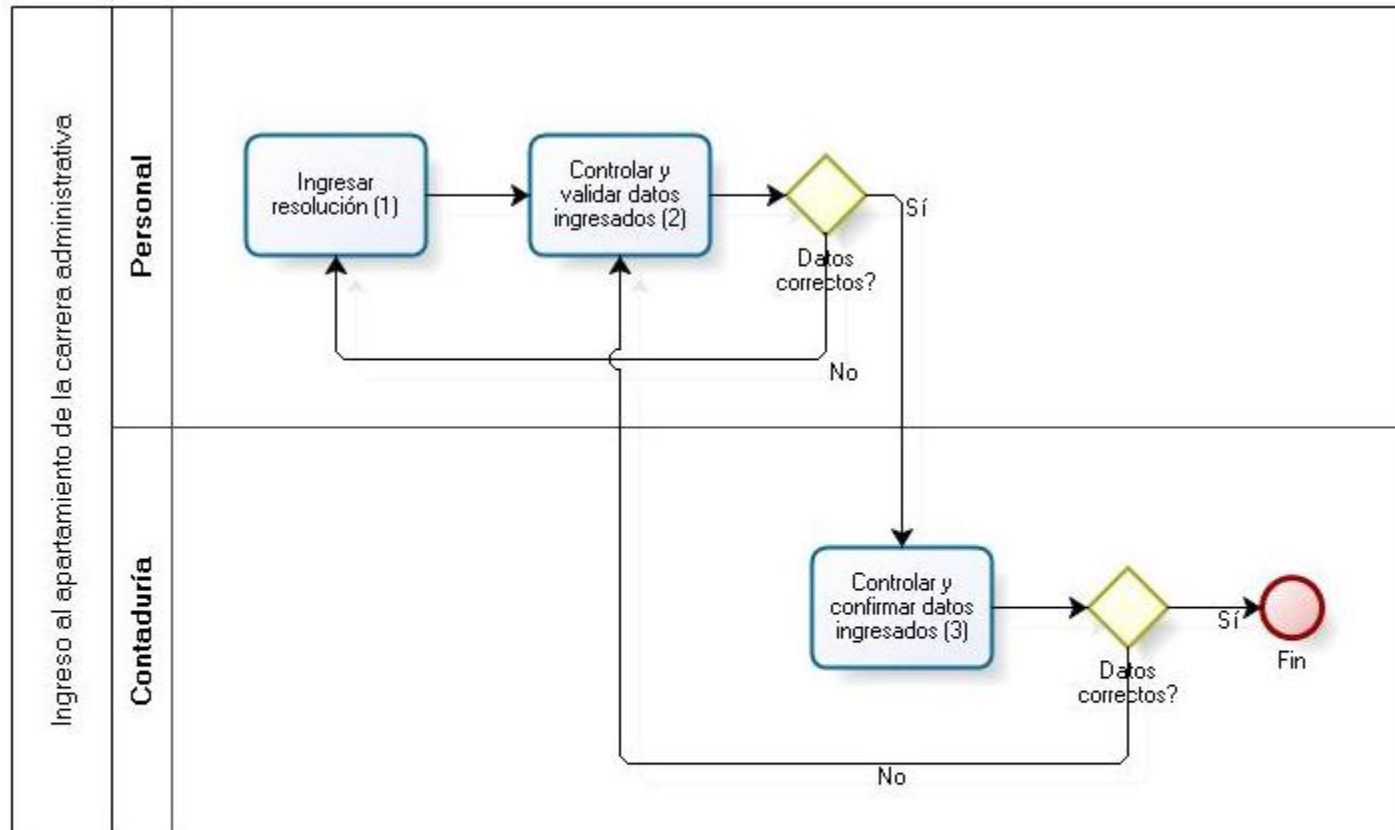 Ingreso al apartamiento de la carrera administrativa
Personal
Ingresar
resolución (1)
Controlar y
validar datos
ingresados (2)
Sí
Datos
correctos?
No
Contaduría
Controlar y
confirmar datos
ingresados (3)
Sí
Fin
Datos
correctos?
No